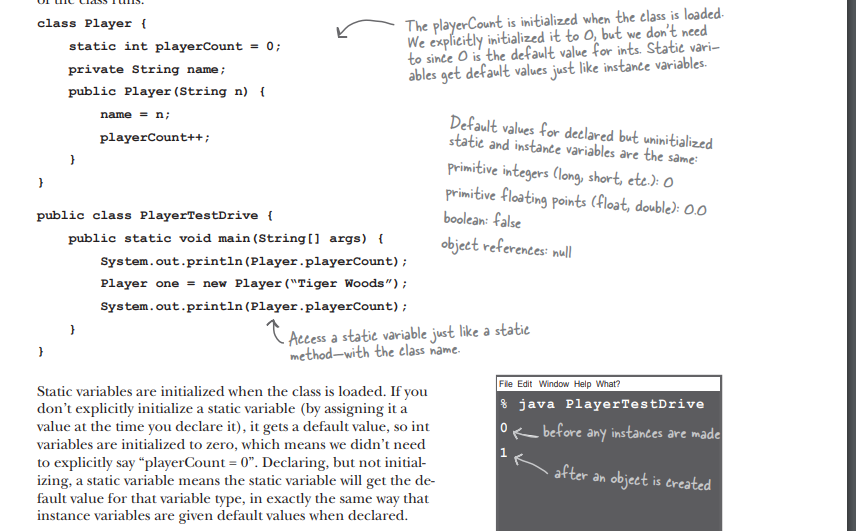 of the class runs.
class Player {
static int playerCount = 0;
private String name;
public Player(String n) {
name = n;
playerCount++;
}
}
The playerCount is initialized when the class is loaded.
We explicitly initialized it to 0, but we don't need
to since 0 is the default value for ints. Static vari-
ables get default values just like instance variables.
Default values for declared but uninitialized
static and instance variables are the same:
primitive integers (long, short, etc.): 0
primitive floating points (float, double): 0.0
boolean: false
object references: null
public class PlayerTestDrive {
public static void main(String[] args) {
System.out.println(Player.playerCount);
Player one = new Player(“Tiger Woods”);
System.out.println(Player.playerCount);
}
}
Access a static variable just like a static
method—with the class name.
Static variables are initialized when the class is loaded. If you
don’t explicitly initialize a static variable (by assigning it a
value at the time you declare it), it gets a default value, so int
variables are initialized to zero, which means we didn’t need
to explicitly say “playerCount = 0”. Declaring, but not initial-
izing, a static variable means the static variable will get the de-
fault value for that variable type, in exactly the same way that
instance variables are given default values when declared.
File Edit Window Help What?
% java PlayerTestDrive
0 before any instances are made
1
after an object is created